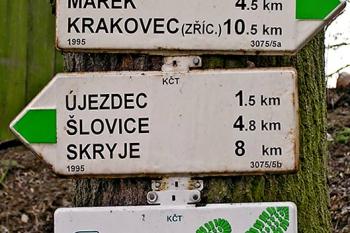 MAREK 4.5 km
KRAKOVEC (ZŘÍC.) 10.5 km
1995 3075/5a
KČT
ÚJEZDEC 1.5 km
ŠLOVICE 4.8 km
SKRYJE 8 km
1995 3075/5b
KČT